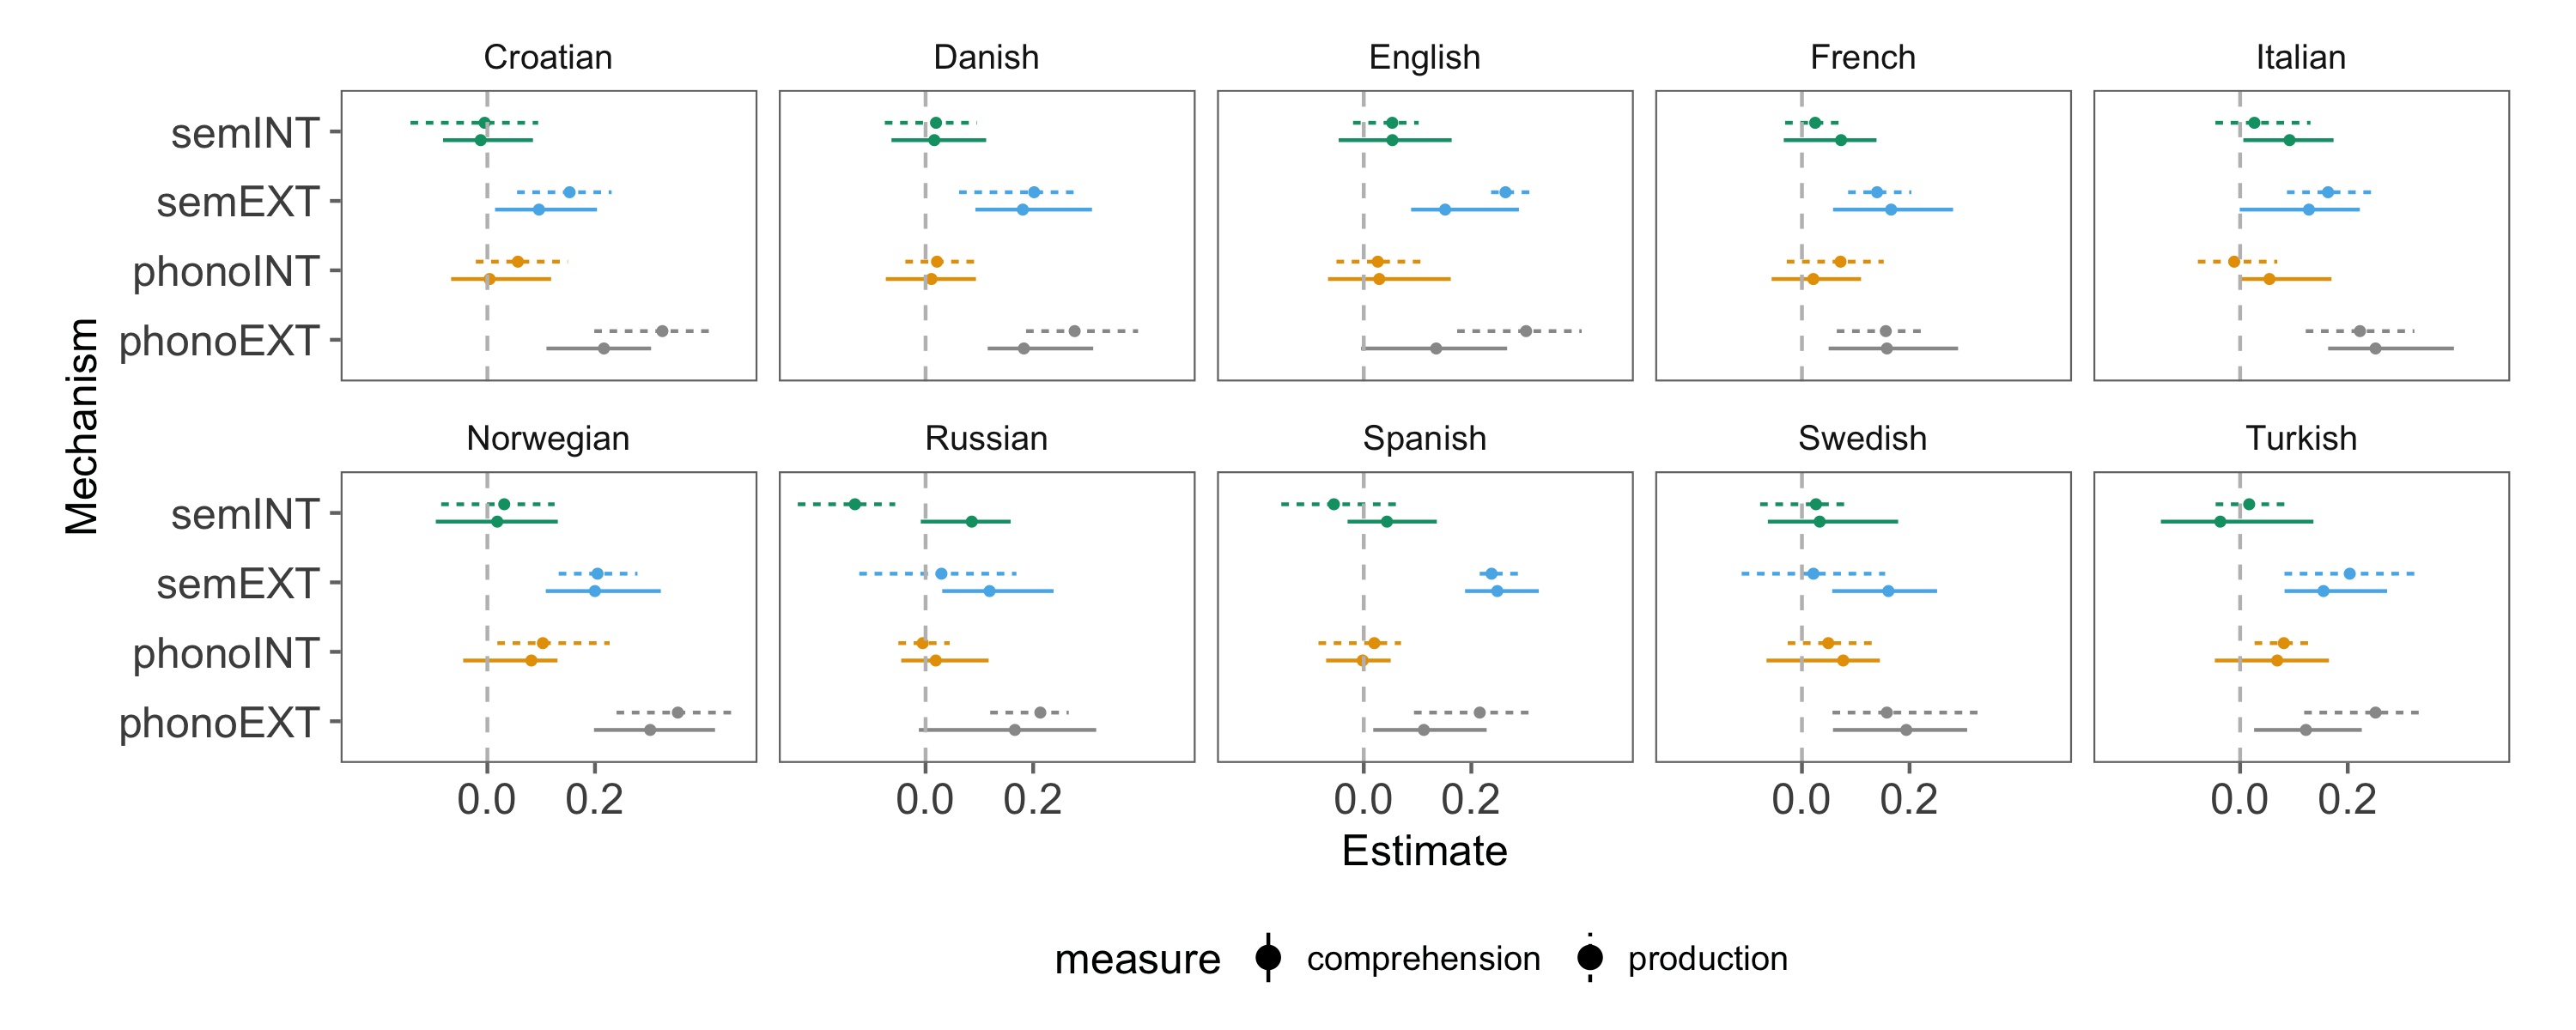 Croatian Danish English French Italian
semINT
semEXT
phonoINT
phonoEXT
Mechanism
Norwegian Russian Spanish Swedish Turkish
semINT
semEXT
phonoINT
phonoEXT
0.0 0.2 0.0 0.2 0.0 0.2 0.0 0.2 0.0 0.2
Estimate
measure comprehension production